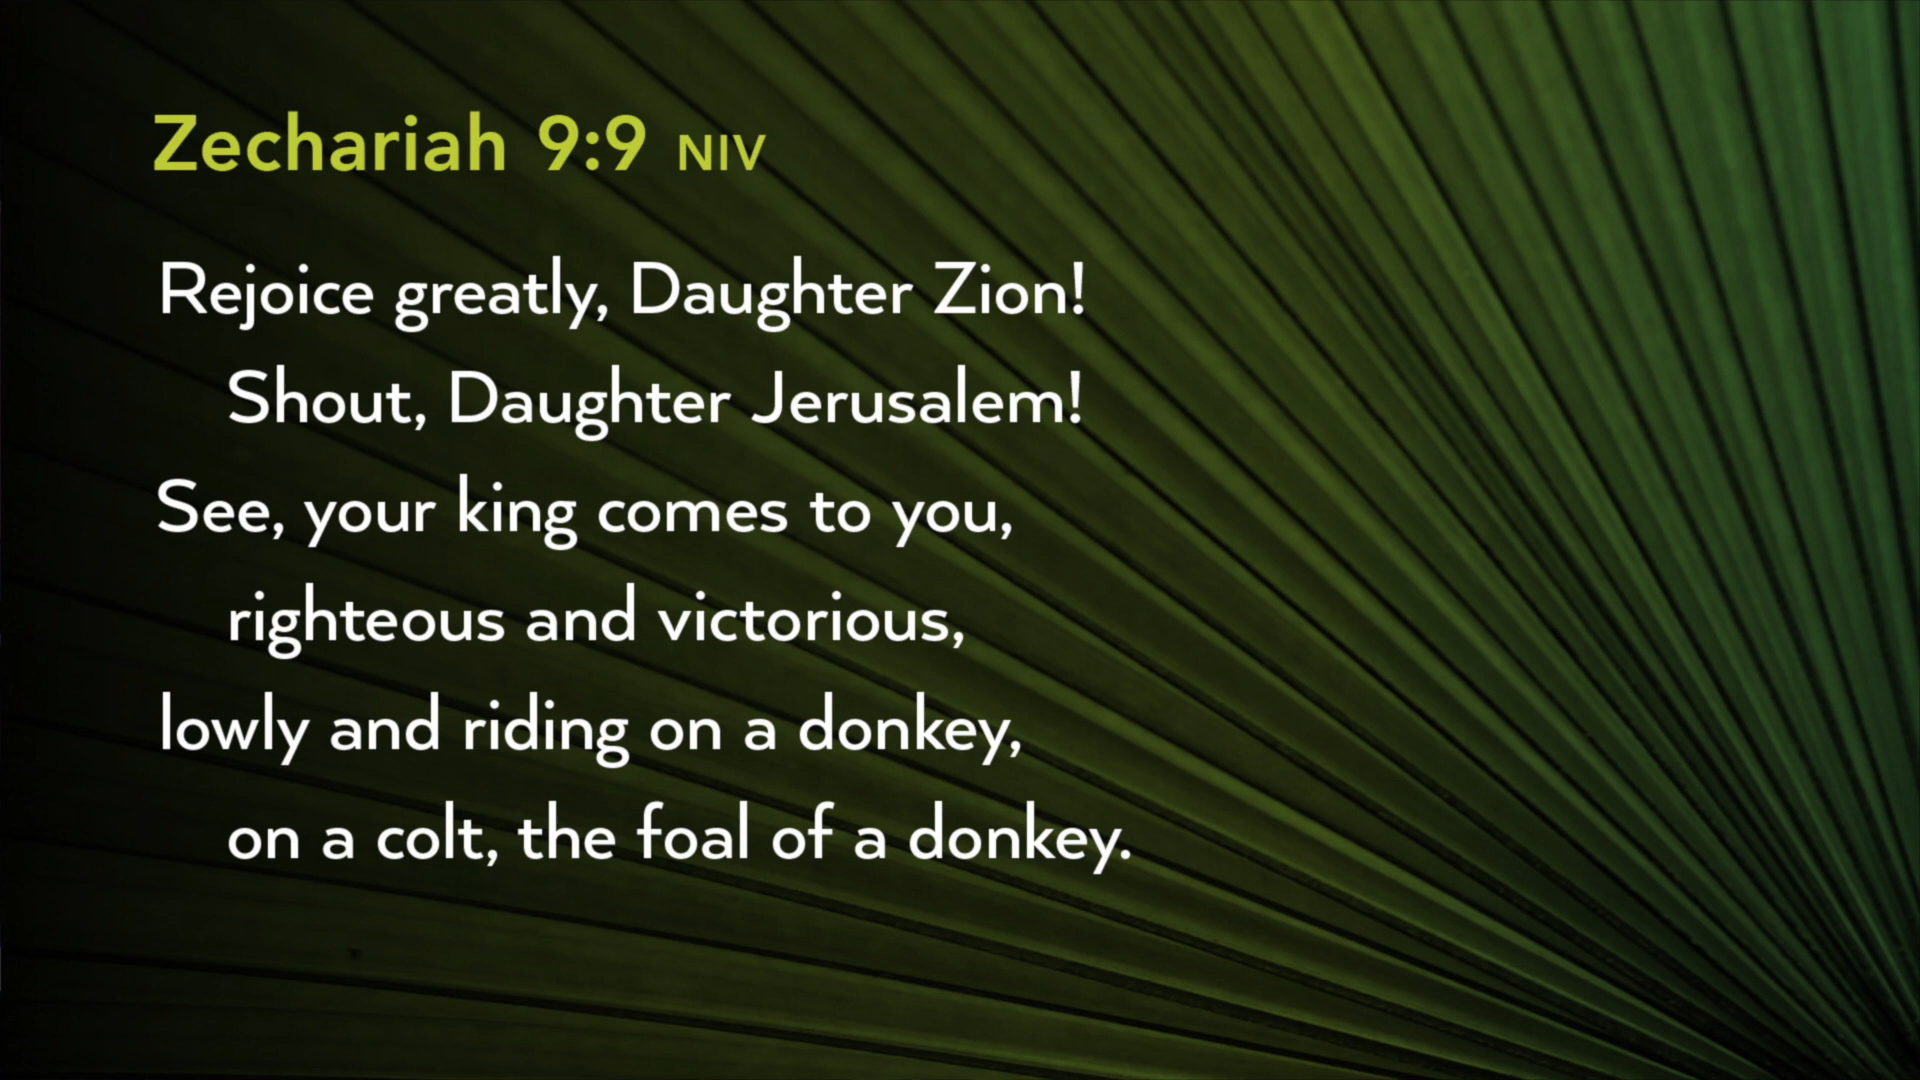 Zechariah 9:9 NIV
Rejoice greatly, Daughter Zion!
Shout, Daughter Jerusalem!
See, your king comes to you,
righteous and victorious,
lowly and riding on a donkey,
on a colt, the foal of a donkey.